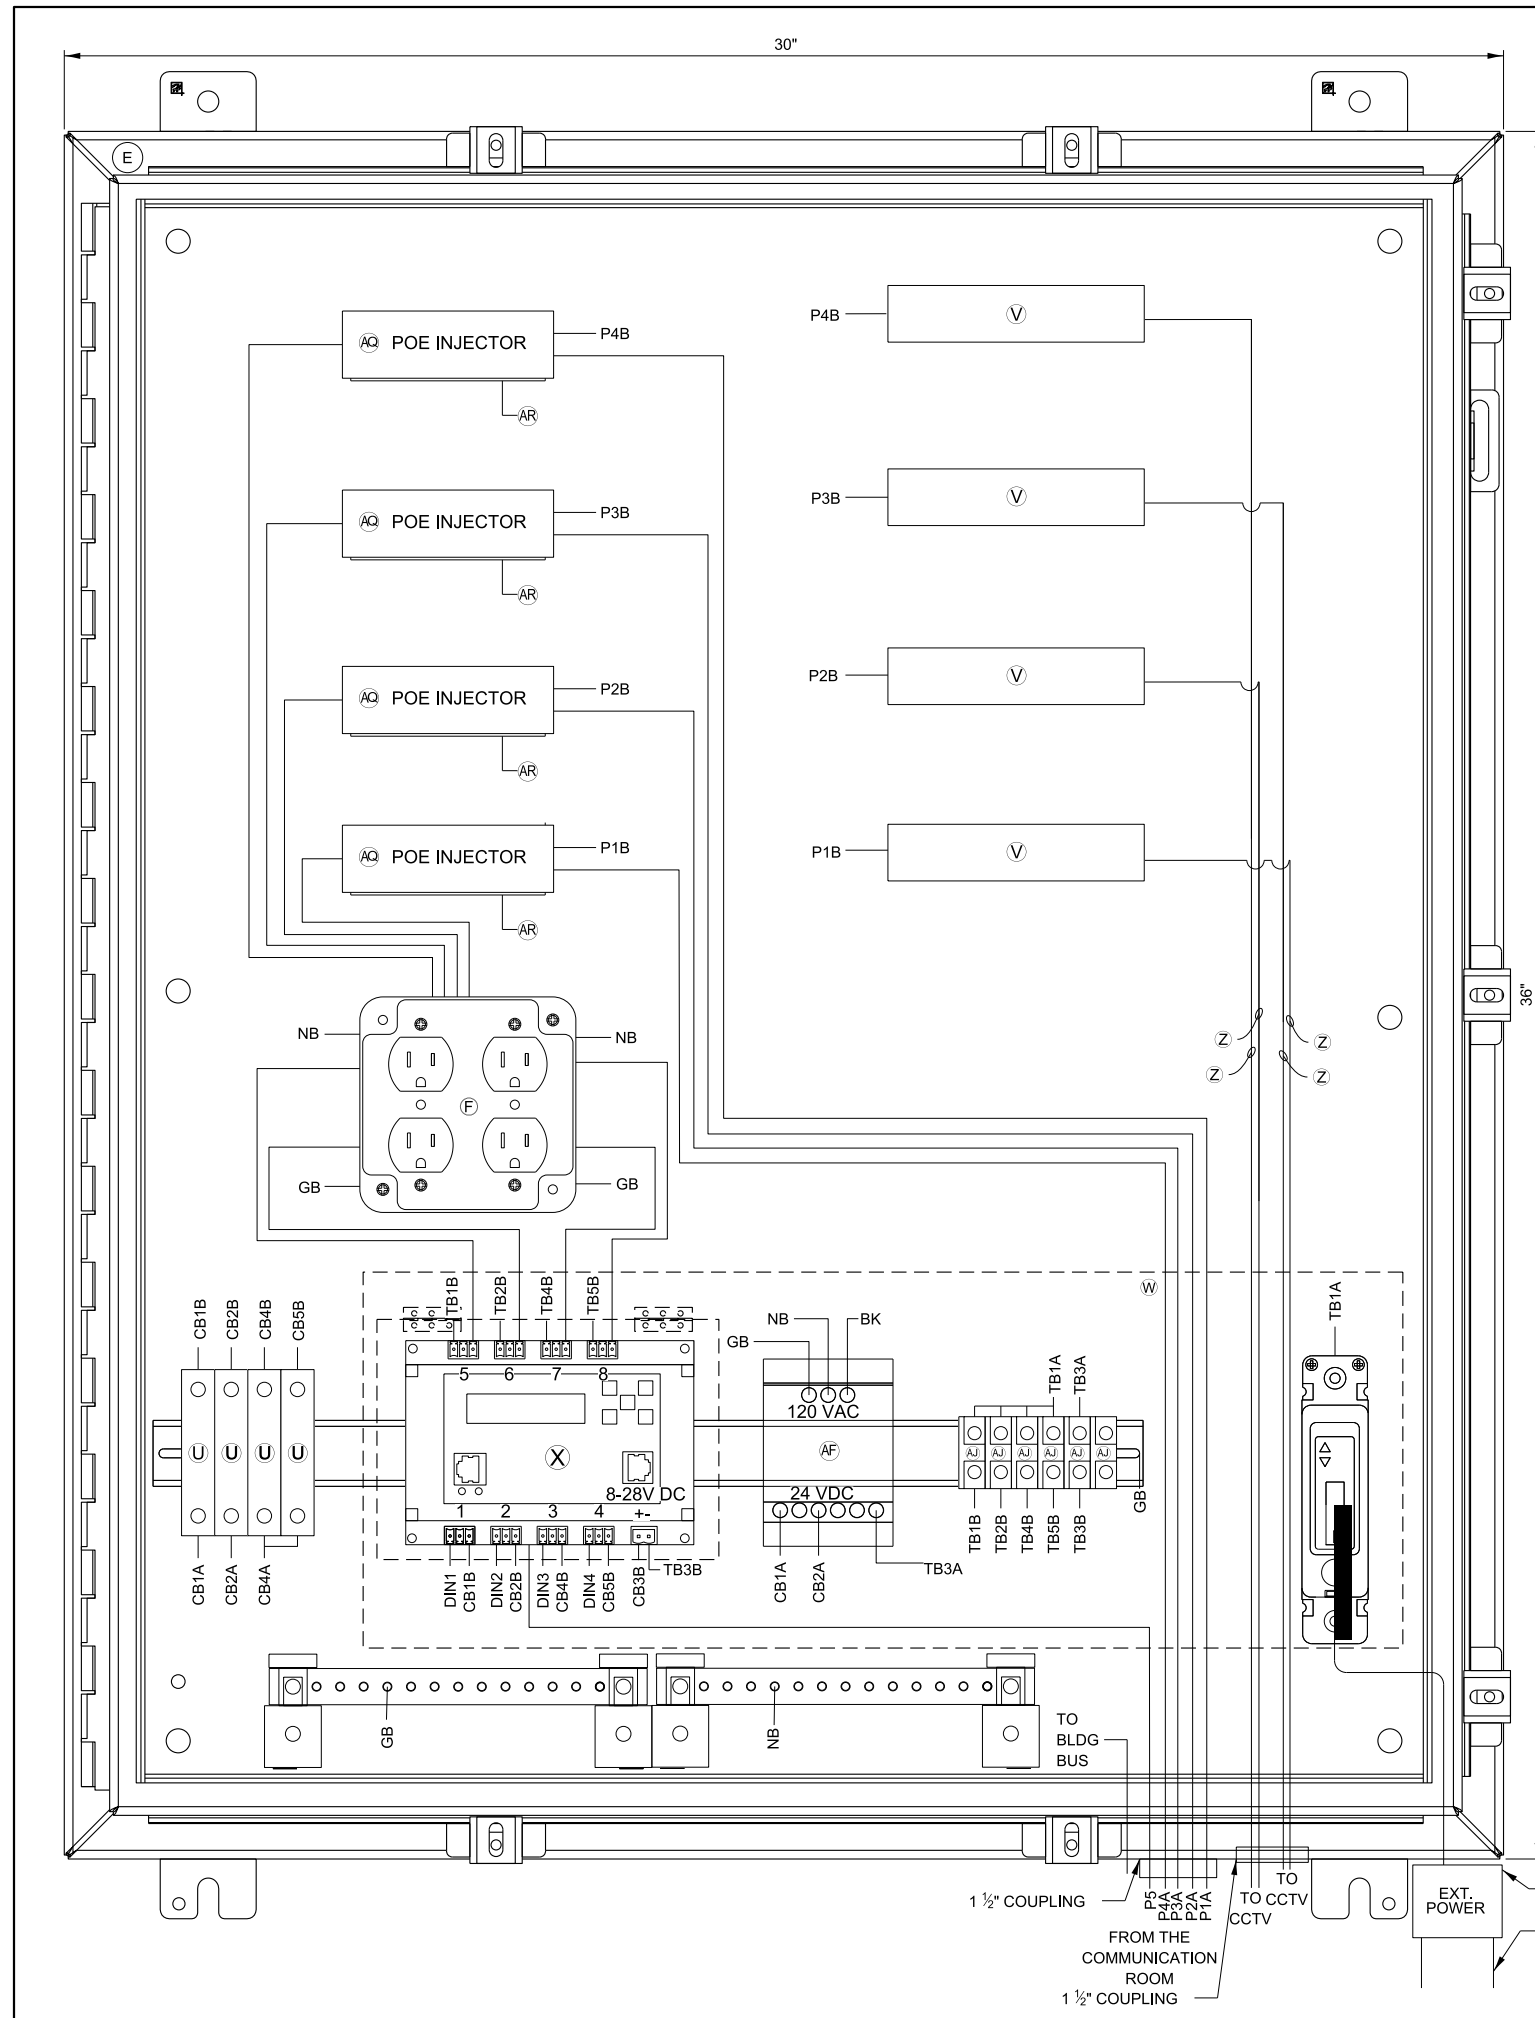 30"
E
AQ POE INJECTOR
P4B
AR
P4B
V
AQ POE INJECTOR
P3B
AR
P3B
V
AQ POE INJECTOR
P2B
AR
P2B
V
AQ POE INJECTOR
P1B
AR
P1B
V
36"
NB
NB
F
GB
GB
Z
Z
Z
Z
W
CB1B
CB2B
CB4B
CB5B
TB1B
TB2B
TB4B
TB5B
TB1A
NB
BK
GB
TB1A
TB3A
5
6
7
8
120 VAC
U
U
U
U
X
AF
AJ
AJ
AJ
AJ
AJ
AJ
8-28V DC
24 VDC
GB
1
2
3
4
+-
CB1A
CB2A
CB4A
DIN1
CB1B
DIN2
CB2B
DIN3
CB4B
DIN4
CB5B
CB3B
TB3B
CB1A
CB2A
TB3A
TB1B
TB2B
TB4B
TB5B
TB3B
GB
NB
TO
BLDG
BUS
1 ½" COUPLING
P5
P4A
P3A
P2A
P1A
TO
CCTV
TO
CCTV
EXT.
POWER
FROM THE
COMMUNICATION
ROOM
1 ½" COUPLING